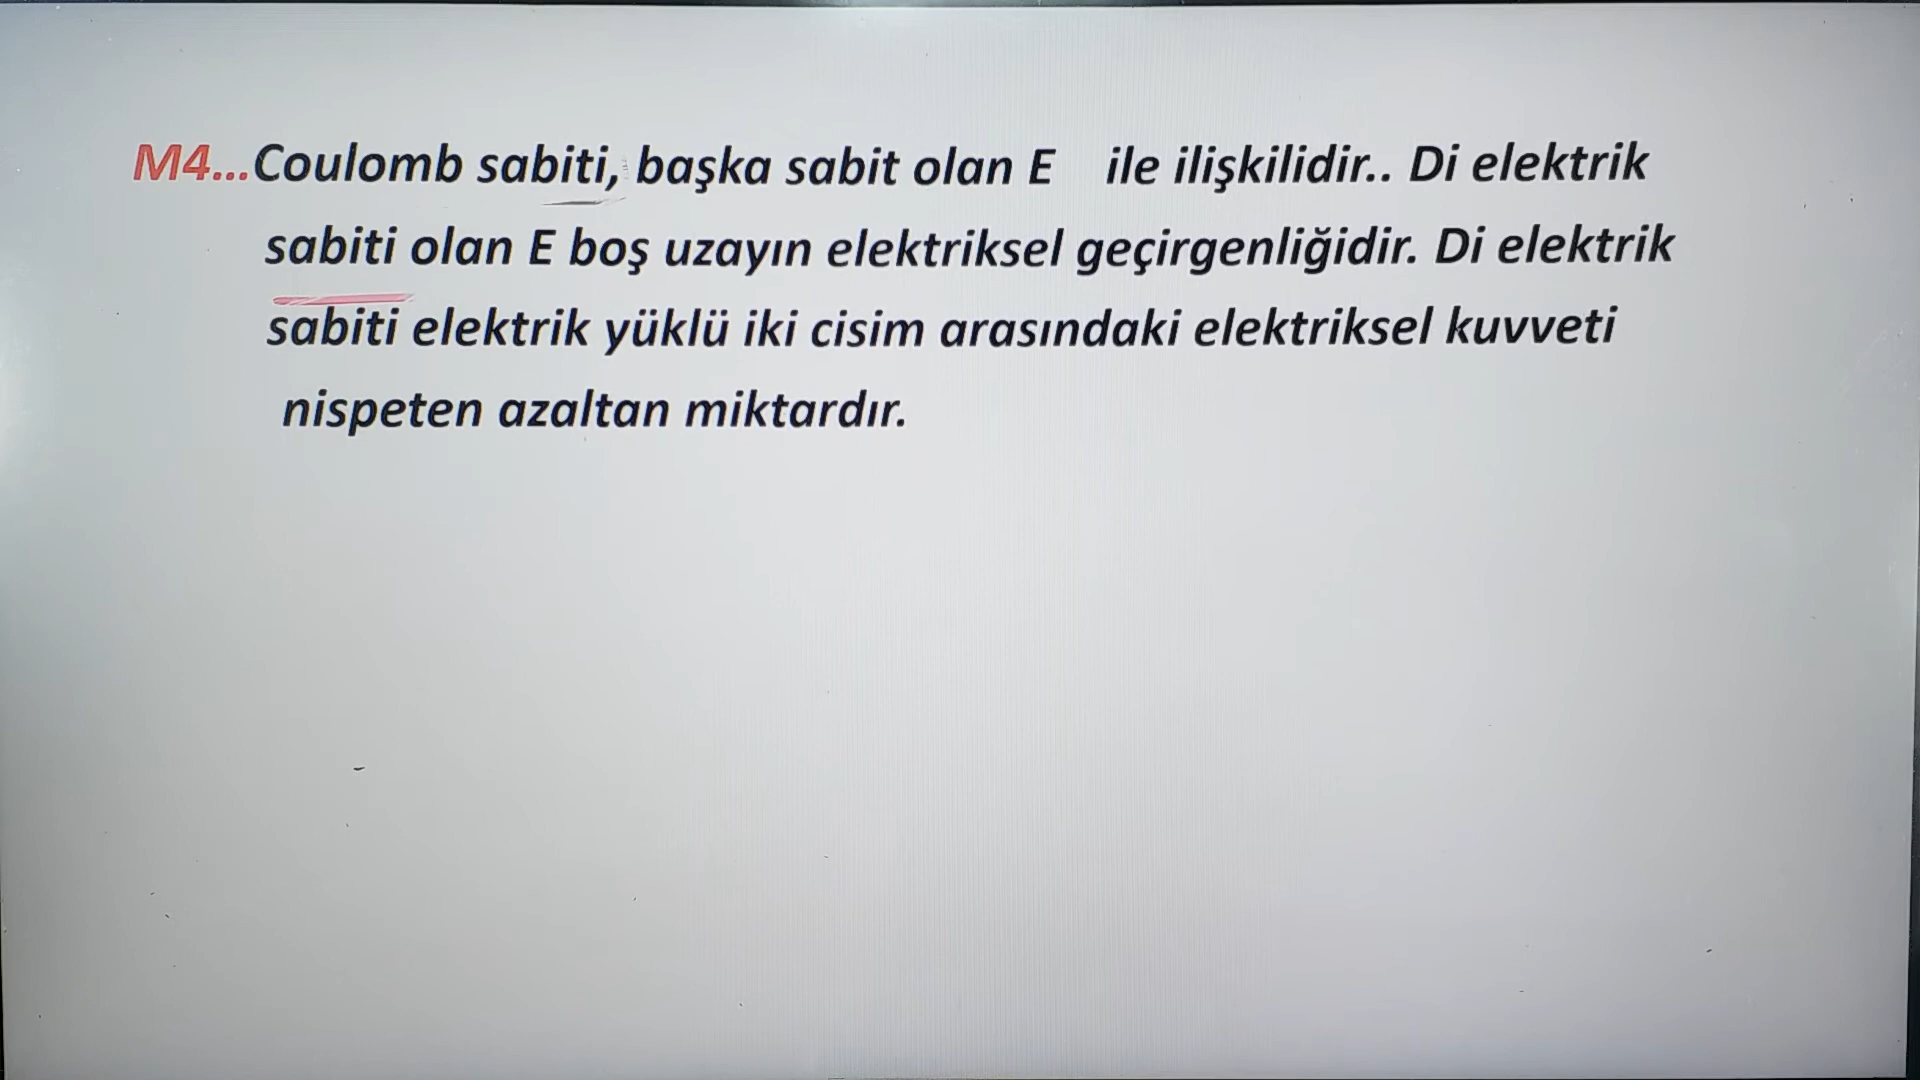 M4...Coulomb sabiti, başka sabit olan E ile ilişkilidir.. Di elektrik
sabiti olan E boş uzayın elektriksel geçirgenliğidir. Di elektrik
sabiti elektrik yüklü iki cisim arasındaki elektriksel kuvveti
nispeten azaltan miktardır.